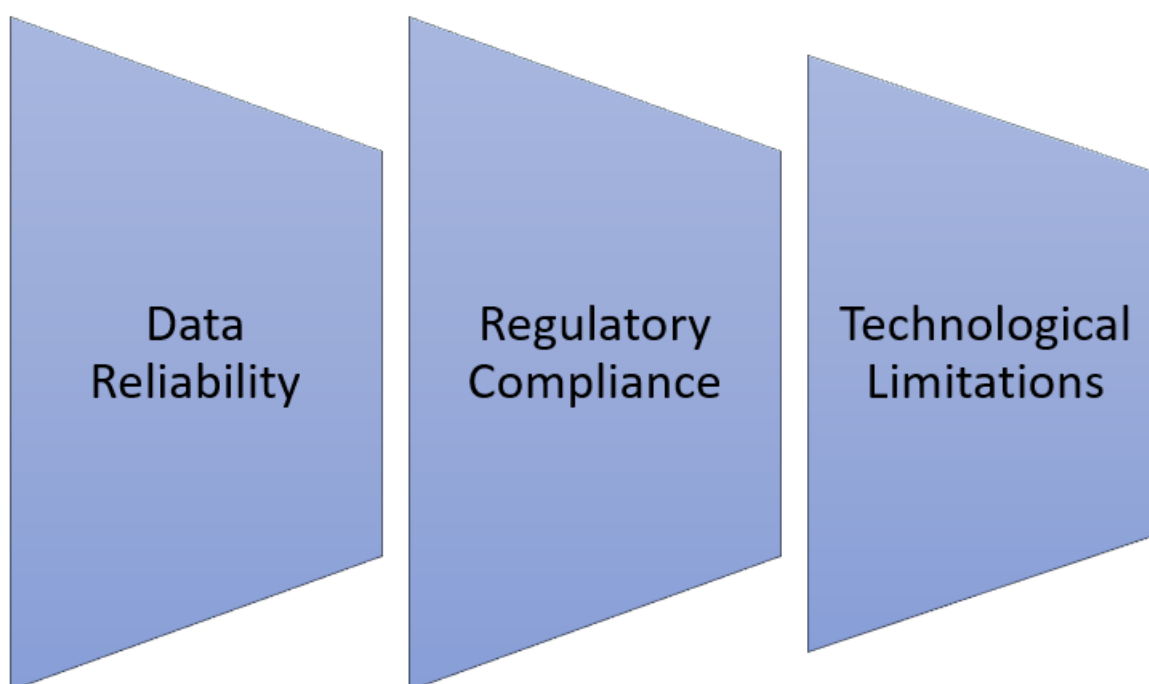 Data
Reliability
Regulatory
Compliance
Technological
Limitations